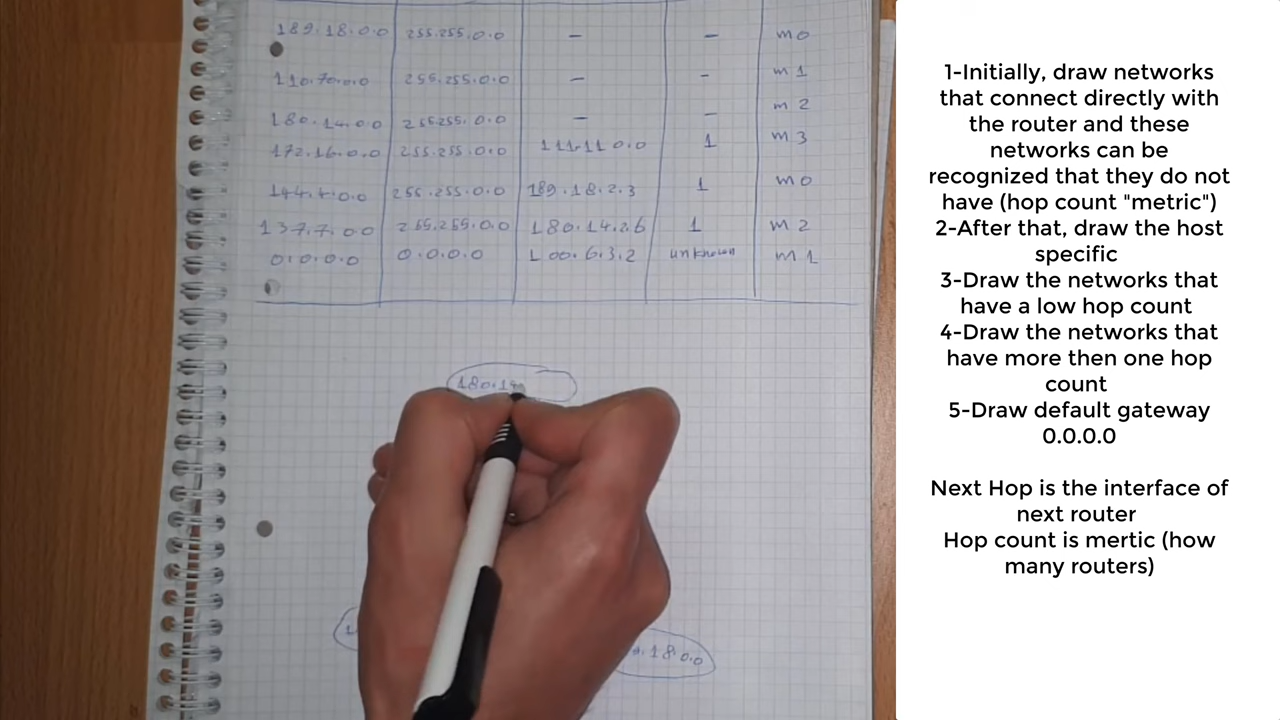 189.18.0.0 255.255.0.0 - - m0
110.70.0.0 255.255.0.0 - - m1
180.14.0.0 255.255.0.0 - - m2
172.16.0.0 255.255.0.0 111.11.0.0 1 m3
144.4.0.0 255.255.0.0 189.18.2.3 1 m0
137.7.0.0 255.255.0.0 180.14.2.6 1 m2
0.0.0.0 0.0.0.0 100.6.3.2 unknown m1
180.14
.18.0.0
1-Initially, draw networks
that connect directly with
the router and these
networks can be
recognized that they do not
have (hop count "metric")
2-After that, draw the host
specific
3-Draw the networks that
have a low hop count
4-Draw the networks that
have more then one hop
count
5-Draw default gateway
0.0.0.0
Next Hop is the interface of
next router
Hop count is mertic (how
many routers)